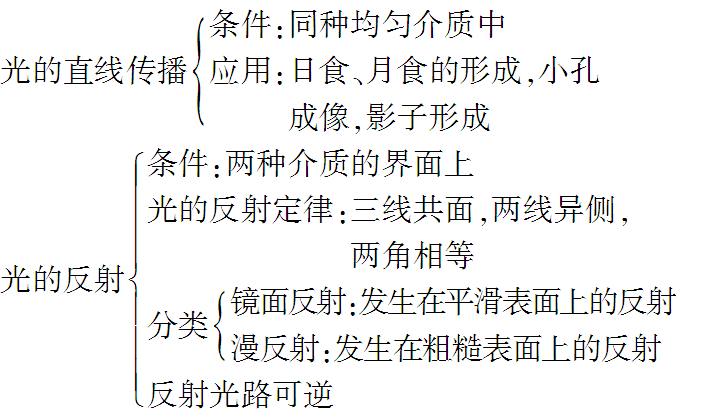 条件:同种均匀介质中
光的直线传播 应用:日食、月食的形成,小孔
成像,影子形成
条件:两种介质的界面上
光的反射定律:三线共面,两线异侧,
两角相等
光的反射
镜面反射:发生在平滑表面上的反射
分类
漫反射:发生在粗糙表面上的反射
反射光路可逆